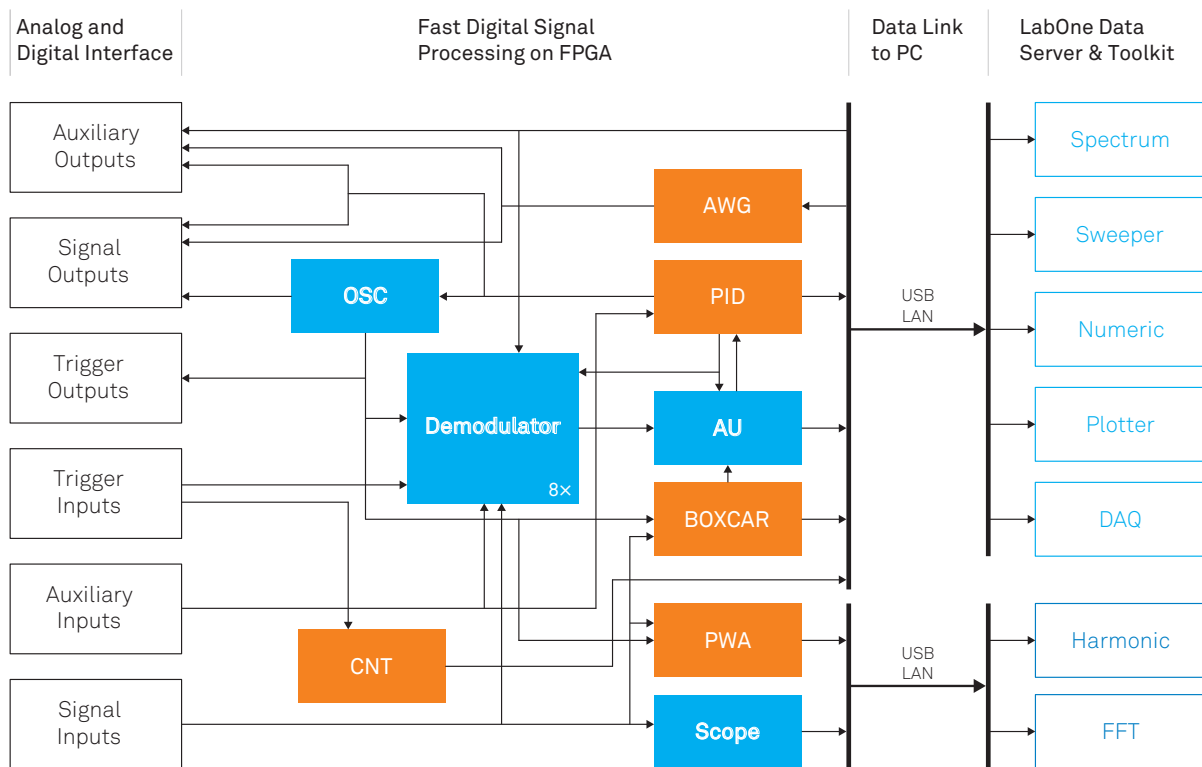 Analog and
Digital Interface
Fast Digital Signal
Processing on FPGA
Data Link
to PC
LabOne Data
Server & Toolkit
Auxiliary
Outputs
Signal
Outputs
Trigger
Outputs
Trigger
Inputs
Auxiliary
Inputs
Signal
Inputs
OSC
Demodulator
8×
CNT
AWG
PID
AU
BOXCAR
PWA
Scope
USB
LAN
USB
LAN
Spectrum
Sweeper
Numeric
Plotter
DAQ
Harmonic
FFT